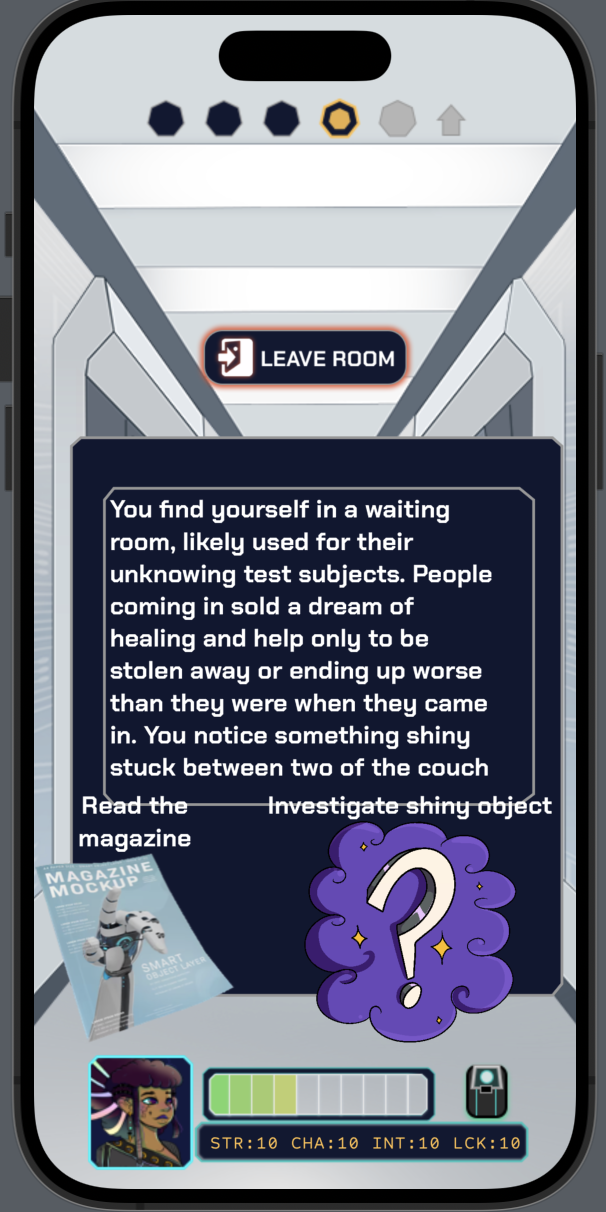 LEAVE ROOM
You find yourself in a waiting
room, likely used for their
unknowing test subjects. People
coming in sold a dream of
healing and help only to be
stolen away or ending up worse
than they were when they came
in. You notice something shiny
stuck between two of the couch
Read the
magazine
Investigate shiny object
MAGAZINE
MOCKUP
SMART
OBJECT LAYER
STR:10 CHA:10 INT:10 LCK:10